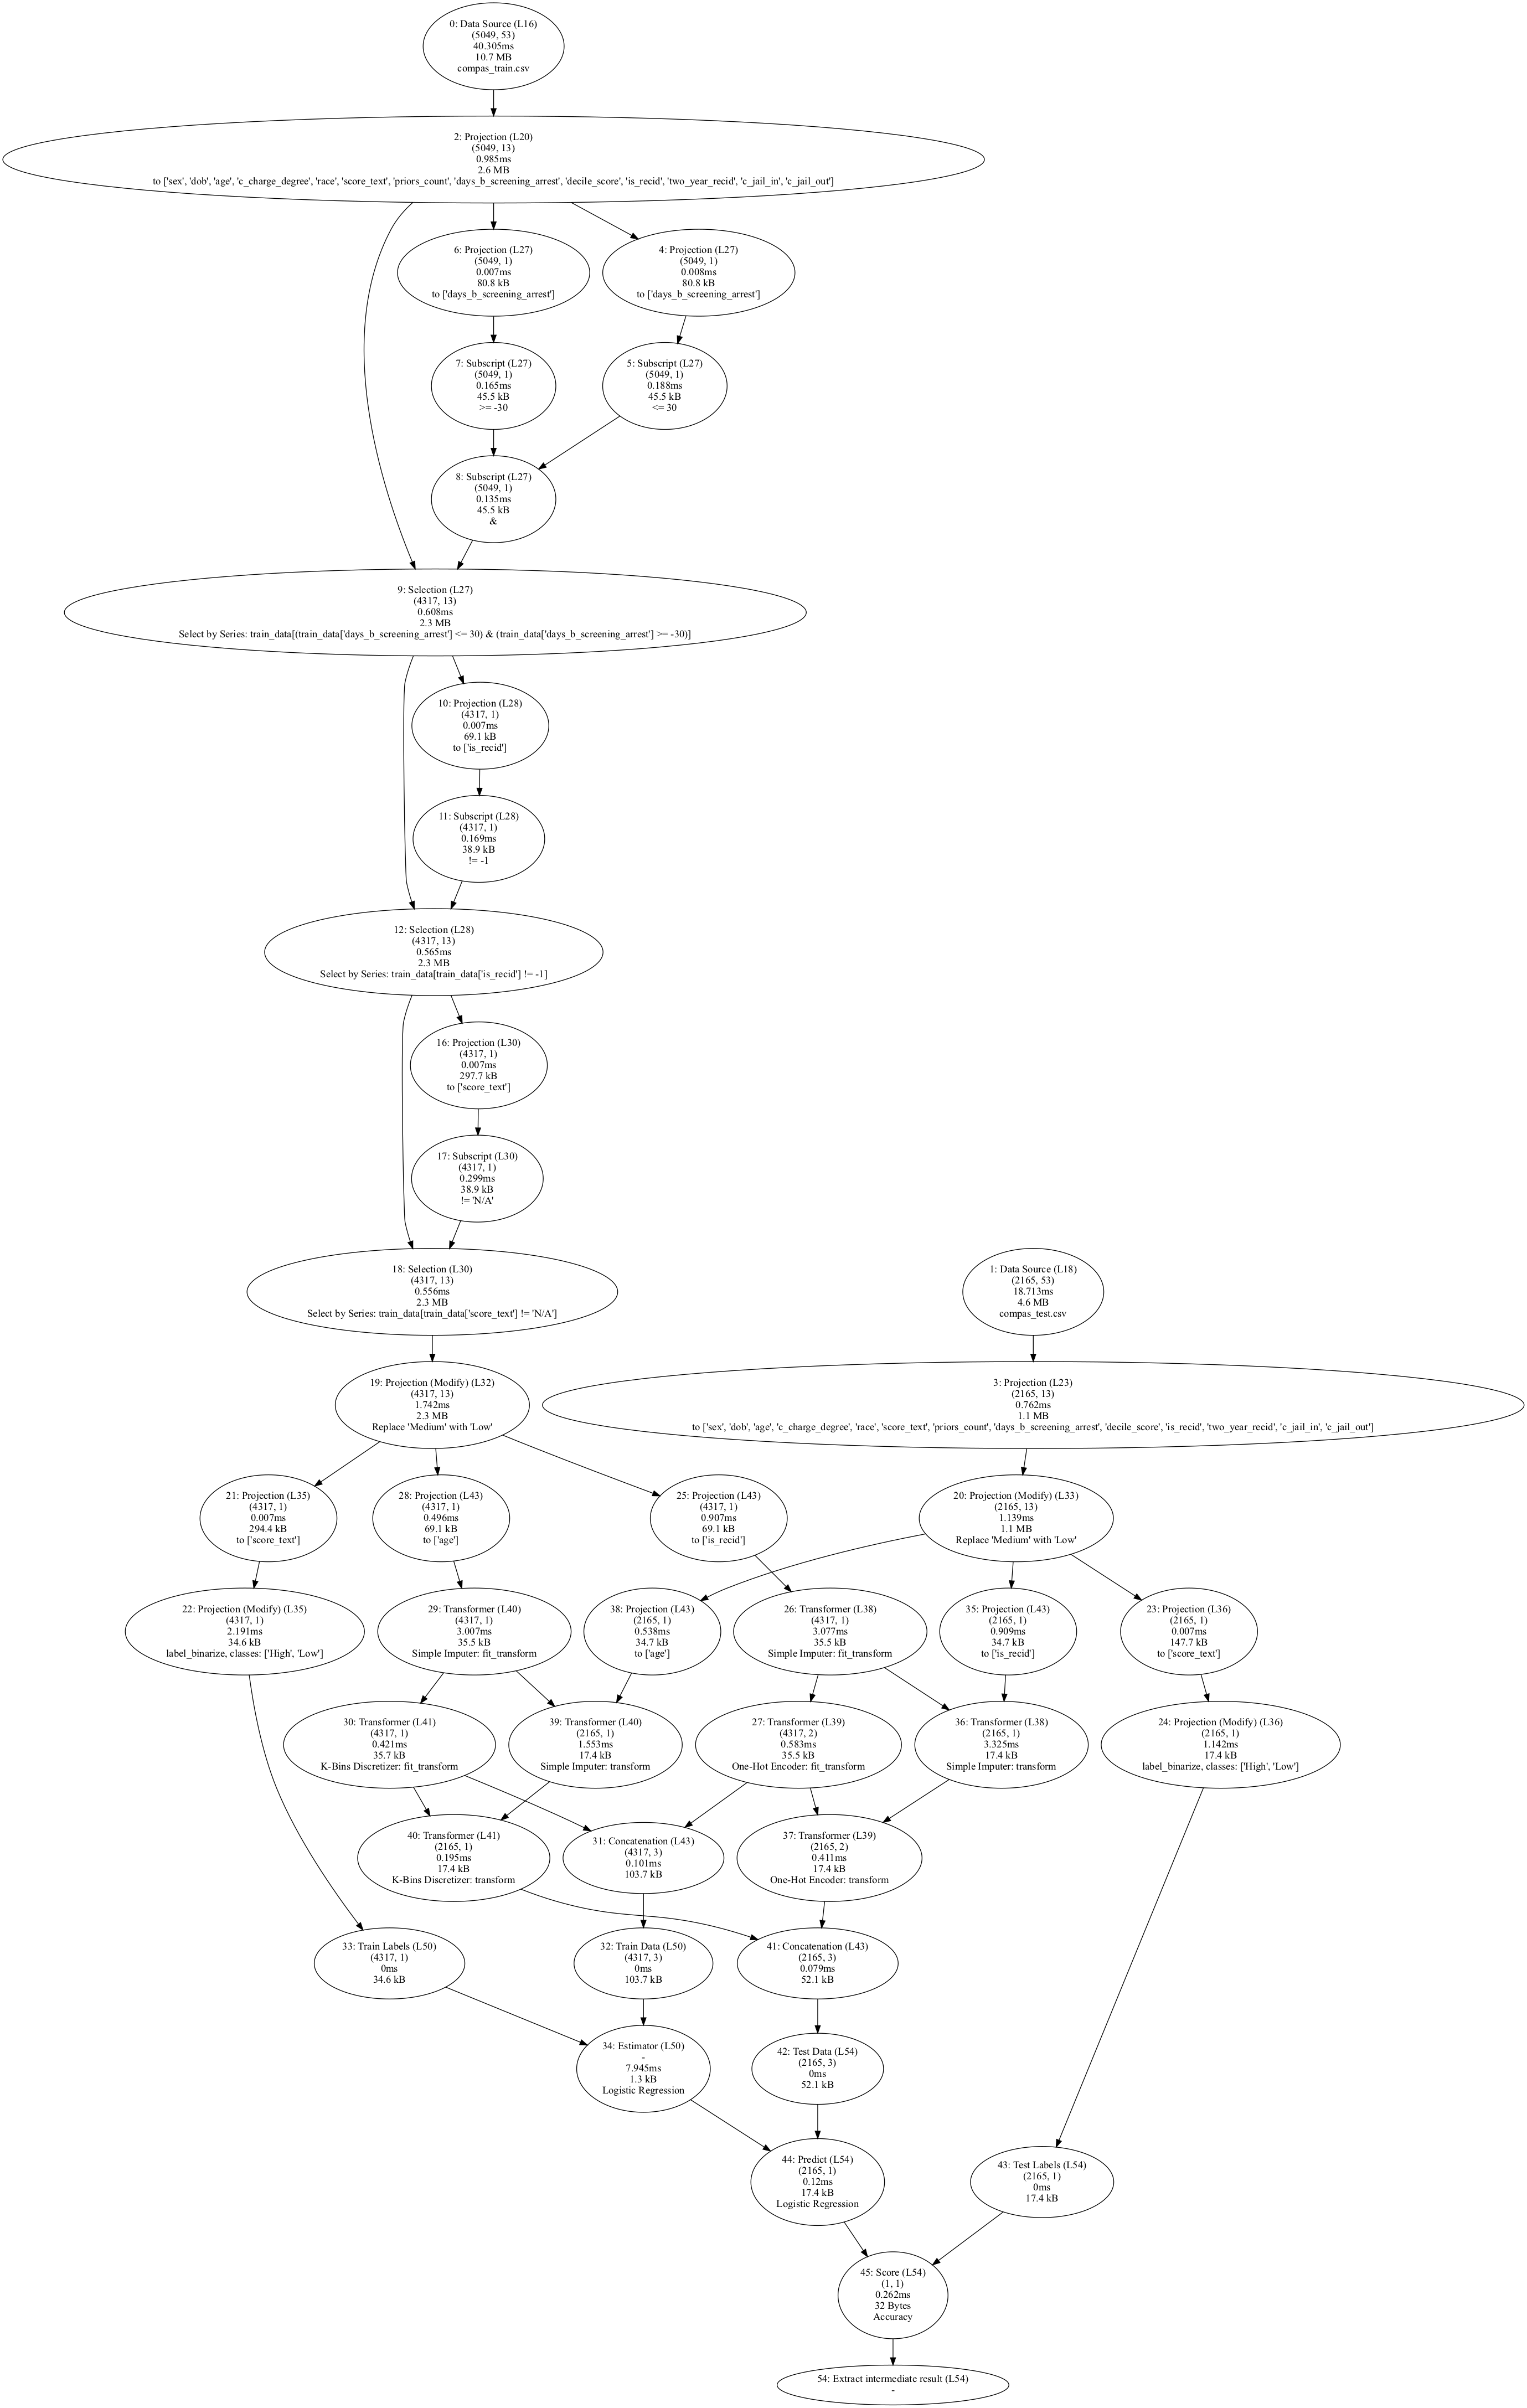 0: Data Source (L16)
(5049, 53)
40.305ms
10.7 MB
compas_train.csv
2: Projection (L20)
(5049, 13)
0.985ms
2.6 MB
to ['sex', 'dob', 'age', 'c_charge_degree', 'race', 'score_text', 'priors_count', 'days_b_screening_arrest', 'decile_score', 'is_recid', 'two_year_recid', 'c_jail_in', 'c_jail_out']
6: Projection (L27)
(5049, 1)
0.007ms
80.8 kB
to ['days_b_screening_arrest']
4: Projection (L27)
(5049, 1)
0.008ms
80.8 kB
to ['days_b_screening_arrest']
7: Subscript (L27)
(5049, 1)
0.165ms
45.5 kB
>= -30
5: Subscript (L27)
(5049, 1)
0.188ms
45.5 kB
<= 30
8: Subscript (L27)
(5049, 1)
0.135ms
45.5 kB
&
9: Selection (L27)
(4317, 13)
0.608ms
2.3 MB
Select by Series: train_data[(train_data['days_b_screening_arrest'] <= 30) & (train_data['days_b_screening_arrest'] >= -30)]
10: Projection (L28)
(4317, 1)
0.007ms
69.1 kB
to ['is_recid']
11: Subscript (L28)
(4317, 1)
0.169ms
38.9 kB
!= -1
12: Selection (L28)
(4317, 13)
0.565ms
2.3 MB
Select by Series: train_data[train_data['is_recid'] != -1]
16: Projection (L30)
(4317, 1)
0.007ms
297.7 kB
to ['score_text']
17: Subscript (L30)
(4317, 1)
0.299ms
38.9 kB
!= 'N/A'
18: Selection (L30)
(4317, 13)
0.556ms
2.3 MB
Select by Series: train_data[train_data['score_text'] != 'N/A']
1: Data Source (L18)
(2165, 53)
18.713ms
4.6 MB
compas_test.csv
19: Projection (Modify) (L32)
(4317, 13)
1.742ms
2.3 MB
Replace 'Medium' with 'Low'
3: Projection (L23)
(2165, 13)
0.762ms
1.1 MB
to ['sex', 'dob', 'age', 'c_charge_degree', 'race', 'score_text', 'priors_count', 'days_b_screening_arrest', 'decile_score', 'is_recid', 'two_year_recid', 'c_jail_in', 'c_jail_out']
21: Projection (L35)
(4317, 1)
0.007ms
294.4 kB
to ['score_text']
28: Projection (L43)
(4317, 1)
0.496ms
69.1 kB
to ['age']
25: Projection (L43)
(4317, 1)
0.907ms
69.1 kB
to ['is_recid']
20: Projection (Modify) (L33)
(2165, 13)
1.139ms
1.1 MB
Replace 'Medium' with 'Low'
22: Projection (Modify) (L35)
(4317, 1)
2.191ms
34.6 kB
label_binarize, classes: ['High', 'Low']
29: Transformer (L40)
(4317, 1)
3.007ms
35.5 kB
Simple Imputer: fit_transform
38: Projection (L43)
(2165, 1)
0.538ms
34.7 kB
to ['age']
26: Transformer (L38)
(4317, 1)
3.077ms
35.5 kB
Simple Imputer: fit_transform
35: Projection (L43)
(2165, 1)
0.909ms
34.7 kB
to ['is_recid']
23: Projection (L36)
(2165, 1)
0.007ms
147.7 kB
to ['score_text']
30: Transformer (L41)
(4317, 1)
0.421ms
35.7 kB
K-Bins Discretizer: fit_transform
39: Transformer (L40)
(2165, 1)
1.553ms
17.4 kB
Simple Imputer: transform
27: Transformer (L39)
(4317, 2)
0.583ms
35.5 kB
One-Hot Encoder: fit_transform
36: Transformer (L38)
(2165, 1)
3.325ms
17.4 kB
Simple Imputer: transform
24: Projection (Modify) (L36)
(2165, 1)
1.142ms
17.4 kB
label_binarize, classes: ['High', 'Low']
40: Transformer (L41)
(2165, 1)
0.195ms
17.4 kB
K-Bins Discretizer: transform
31: Concatenation (L43)
(4317, 3)
0.101ms
103.7 kB
37: Transformer (L39)
(2165, 2)
0.411ms
17.4 kB
One-Hot Encoder: transform
33: Train Labels (L50)
(4317, 1)
0ms
34.6 kB
32: Train Data (L50)
(4317, 3)
0ms
103.7 kB
41: Concatenation (L43)
(2165, 3)
0.079ms
52.1 kB
34: Estimator (L50)
-
7.945ms
1.3 kB
Logistic Regression
42: Test Data (L54)
(2165, 3)
0ms
52.1 kB
44: Predict (L54)
(2165, 1)
0.12ms
17.4 kB
Logistic Regression
43: Test Labels (L54)
(2165, 1)
0ms
17.4 kB
45: Score (L54)
(1, 1)
0.262ms
32 Bytes
Accuracy
54: Extract intermediate result (L54)
-